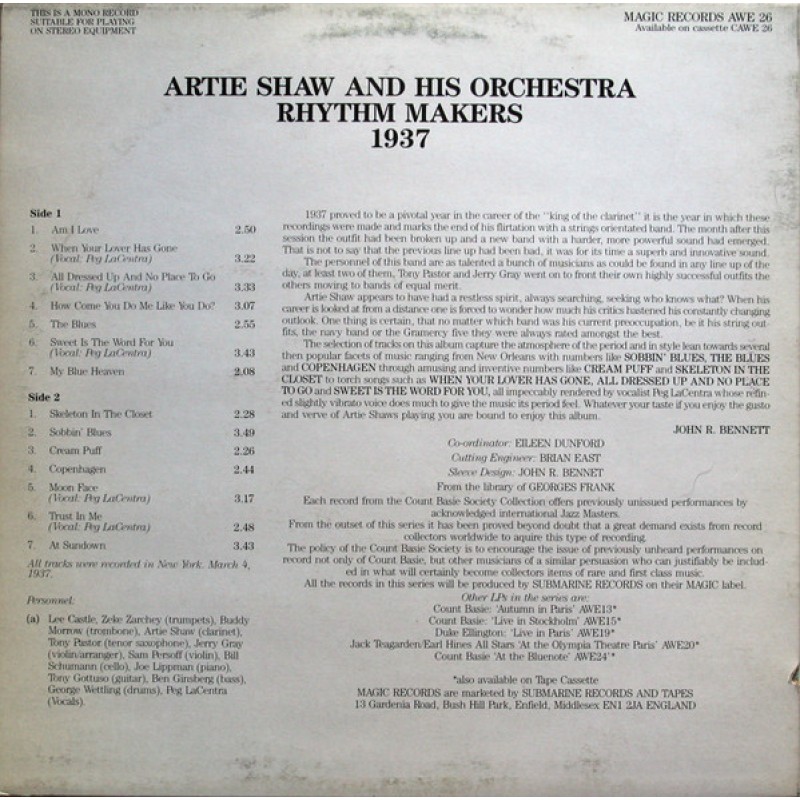 THIS IS A MONO RECORD
SUITABLE FOR PLAYING
ON STEREO EQUIPMENT
MAGIC RECORDS AWE 26
Available on cassette CAWE 26
ARTIE SHAW AND HIS ORCHESTRA
RHYTHM MAKERS
1937
Side 1
1. Am I Love 2.50
2. When Your Lover Has Gone
(Vocal: Peg LaCentra) 3.22
3. All Dressed Up And No Place To Go
(Vocal: Peg LaCentra) 3.33
4. How Come You Do Me Like You Do? 3.07
5. The Blues 2.55
6. Sweet Is The Word For You
(Vocal: Peg LaCentra) 3.43
7. My Blue Heaven 2.08
Side 2
1. Skeleton In The Closet 2.28
2. Sobbin' Blues 3.49
3. Cream Puff 2.26
4. Copenhagen 2.44
5. Moon Face
(Vocal: Peg LaCentra) 3.17
6. Trust In Me
(Vocal: Peg LaCentra) 2.48
7. At Sundown 3.43
All tracks were recorded in New York. March 4,
1937.
Personnel:
(a) Lee Castle, Zeke Zarchey (trumpets), Buddy
Morrow (trombone), Artie Shaw (clarinet),
Tony Pastor (tenor saxophone), Jerry Gray
(violin/arranger), Sam Persoff (violin), Bill
Schumann (cello), Joe Lippman (piano),
Tony Gottuso (guitar), Ben Ginsberg (bass),
George Wettling (drums), Peg LaCentra
(Vocals).
1937 proved to be a pivotal year in the career of the "king of the clarinet" it is the year in which these
recordings were made and marks the end of his flirtation with a strings orientated band. The month after this
session the outfit had been broken up and a new band with a harder, more powerful sound had emerged.
That is not to say that the previous line up had been bad, it was for its time a superb and innovative sound.
The personnel of this band are as talented a bunch of musicians as could be found in any line up of the
day, at least two of them, Tony Pastor and Jerry Gray went on to front their own highly successful outfits the
others moving to bands of equal merit.
Artie Shaw appears to have had a restless spirit, always searching, seeking who knows what? When his
career is looked at from a distance one is forced to wonder how much his critics hastened his constantly changing
outlook. One thing is certain, that no matter which band was his current preoccupation, be it his string out-
fits, the navy band or the Gramercy five they were always rated amongst the best.
The selection of tracks on this album capture the atmosphere of the period and in style lean towards several
then popular facets of music ranging from New Orleans with numbers like SOBBIN' BLUES, THE BLUES
and COPENHAGEN through amusing and inventive numbers like CREAM PUFF and SKELETON IN THE
CLOSET to torch songs such as WHEN YOUR LOVER HAS GONE, ALL DRESSED UP AND NO PLACE
TO GO and SWEET IS THE WORD FOR YOU, all impeccably rendered by vocalist Peg LaCentra whose refin-
ed slightly vibrato voice does much to give the music its period feel. Whatever your taste if you enjoy the gusto
and verve of Artie Shaws playing you are bound to enjoy this album.
JOHN R. BENNETT
Co-ordinator: EILEEN DUNFORD
Cutting Engineer: BRIAN EAST
Sleeve Design: JOHN R. BENNET
From the library of GEORGES FRANK
Each record from the Count Basie Society Collection offers previously unissued performances by
acknowledged international Jazz Masters.
From the outset of this series it has been proved beyond doubt that a great demand exists from record
collectors worldwide to aquire this type of recording.
The policy of the Count Basie Society is to encourage the issue of previously unheard performances on
record not only of Count Basie, but other musicians of a similar persuasion who can justifiably be includ-
ed in what will certainly become collectors items of rare and first class music.
All the records in this series will be produced by SUBMARINE RECORDS on their MAGIC label.
Other LPs in the series are:
Count Basie: 'Autumn in Paris' AWE13*
Count Basie: 'Live in Stockholm' AWE15*
Duke Ellington: 'Live in Paris' AWE19*
Jack Teagarden/Earl Hines All Stars 'At the Olympia Theatre Paris' AWE20*
Count Basie 'At the Bluenote' AWE24'*
*also available on Tape Cassette
MAGIC RECORDS are marketed by SUBMARINE RECORDS AND TAPES
13 Gardenia Road, Bush Hill Park, Enfield, Middlesex EN1 2JA ENGLAND